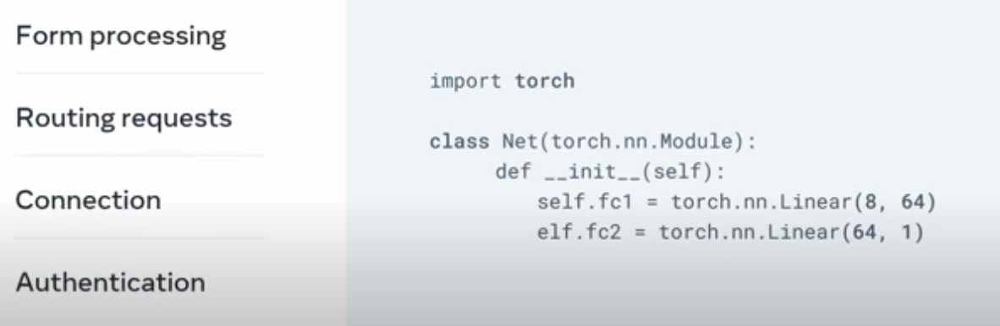 Form processing
Routing requests
Connection
Authentication
import torch
class Net(torch.nn.Module):
def __init__(self):
self.fc1 = torch.nn.Linear(8, 64)
elf.fc2 = torch.nn.Linear(64, 1)